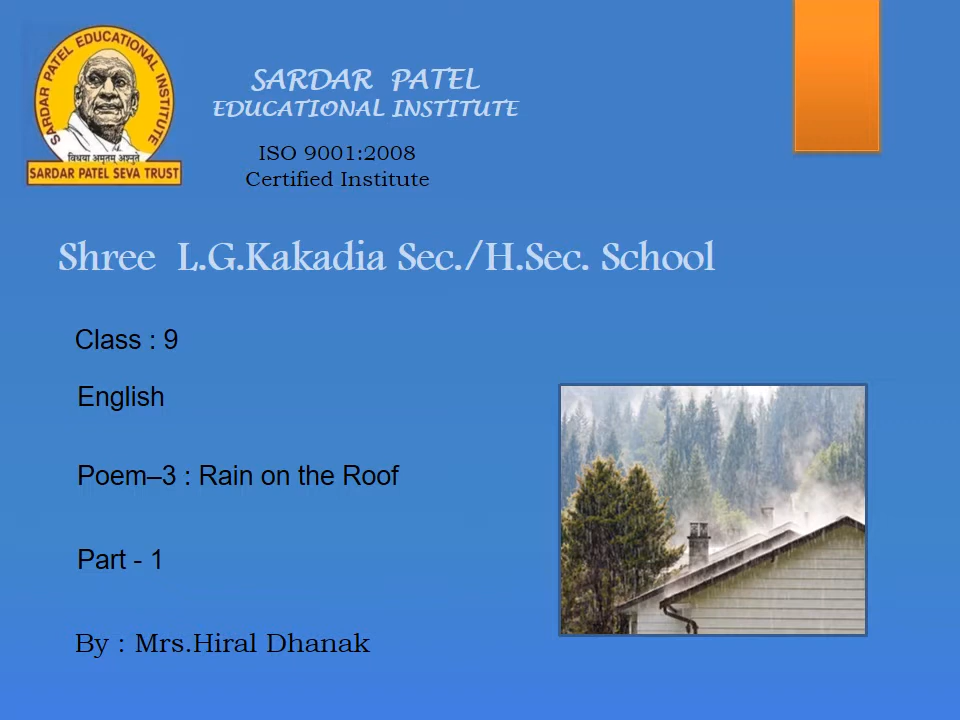 SARDAR PATEL EDUCATIONAL INSTITUTE
विद्यया अमृतम् अश्नुते
SARDAR PATEL SEVA TRUST
SARDAR PATEL
EDUCATIONAL INSTITUTE
ISO 9001:2008
Certified Institute
Shree L.G.Kakadia Sec./H.Sec. School
Class : 9
English
Poem–3 : Rain on the Roof
Part - 1
By : Mrs.Hiral Dhanak